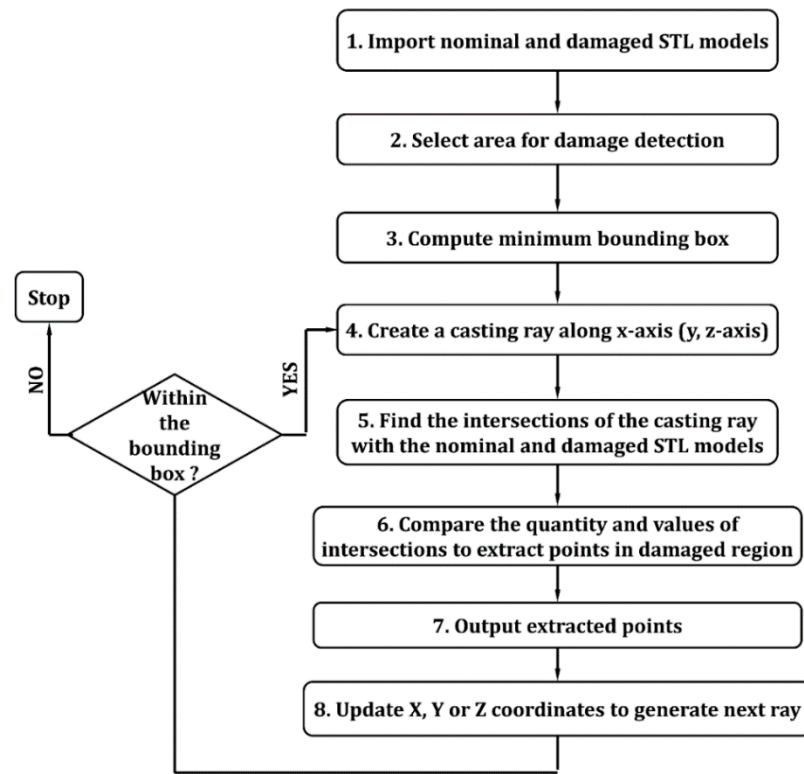 1. Import nominal and damaged STL models
2. Select area for damage detection
3. Compute minimum bounding box
Stop
4. Create a casting ray along x-axis (y, z-axis)
NO
YES
Within
the
bounding
box ?
5. Find the intersections of the casting ray
with the nominal and damaged STL models
6. Compare the quantity and values of
intersections to extract points in damaged region
7. Output extracted points
8. Update X, Y or Z coordinates to generate next ray